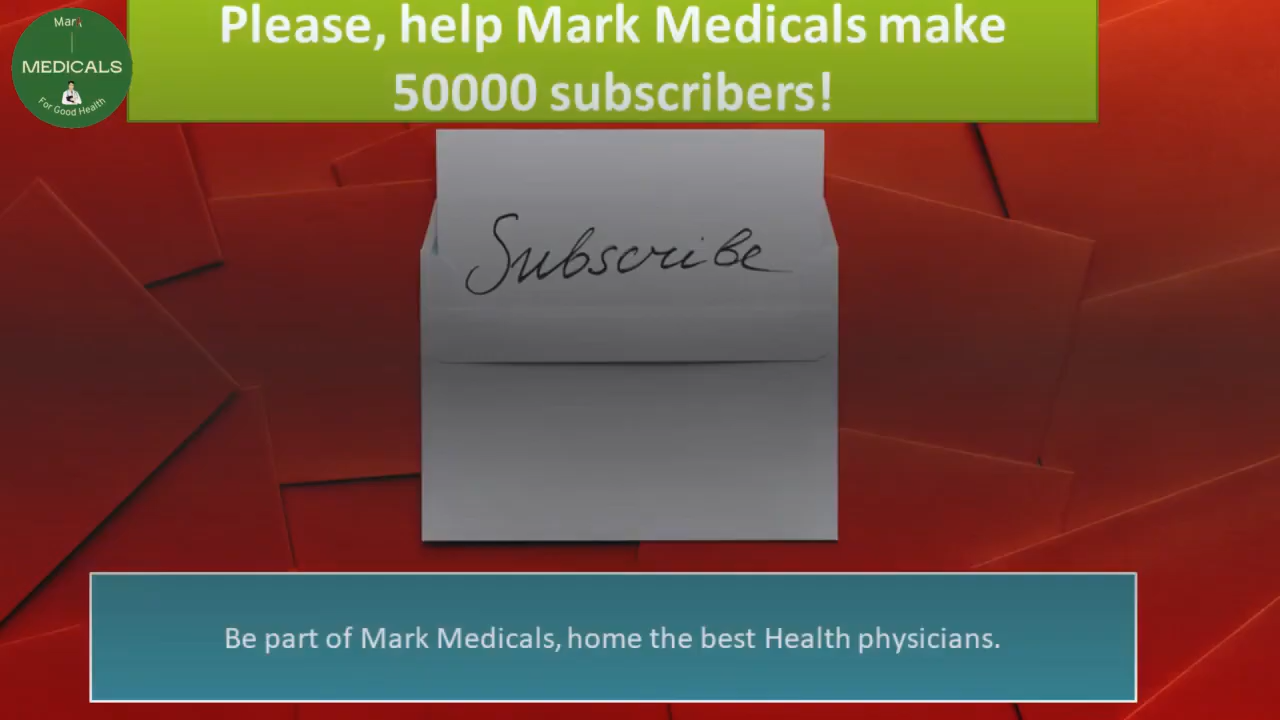 Please, help Mark Medicals make
50000 subscribers!
Mark
MEDICALS
For Good Health
Subscribe
Be part of Mark Medicals, home the best Health physicians.